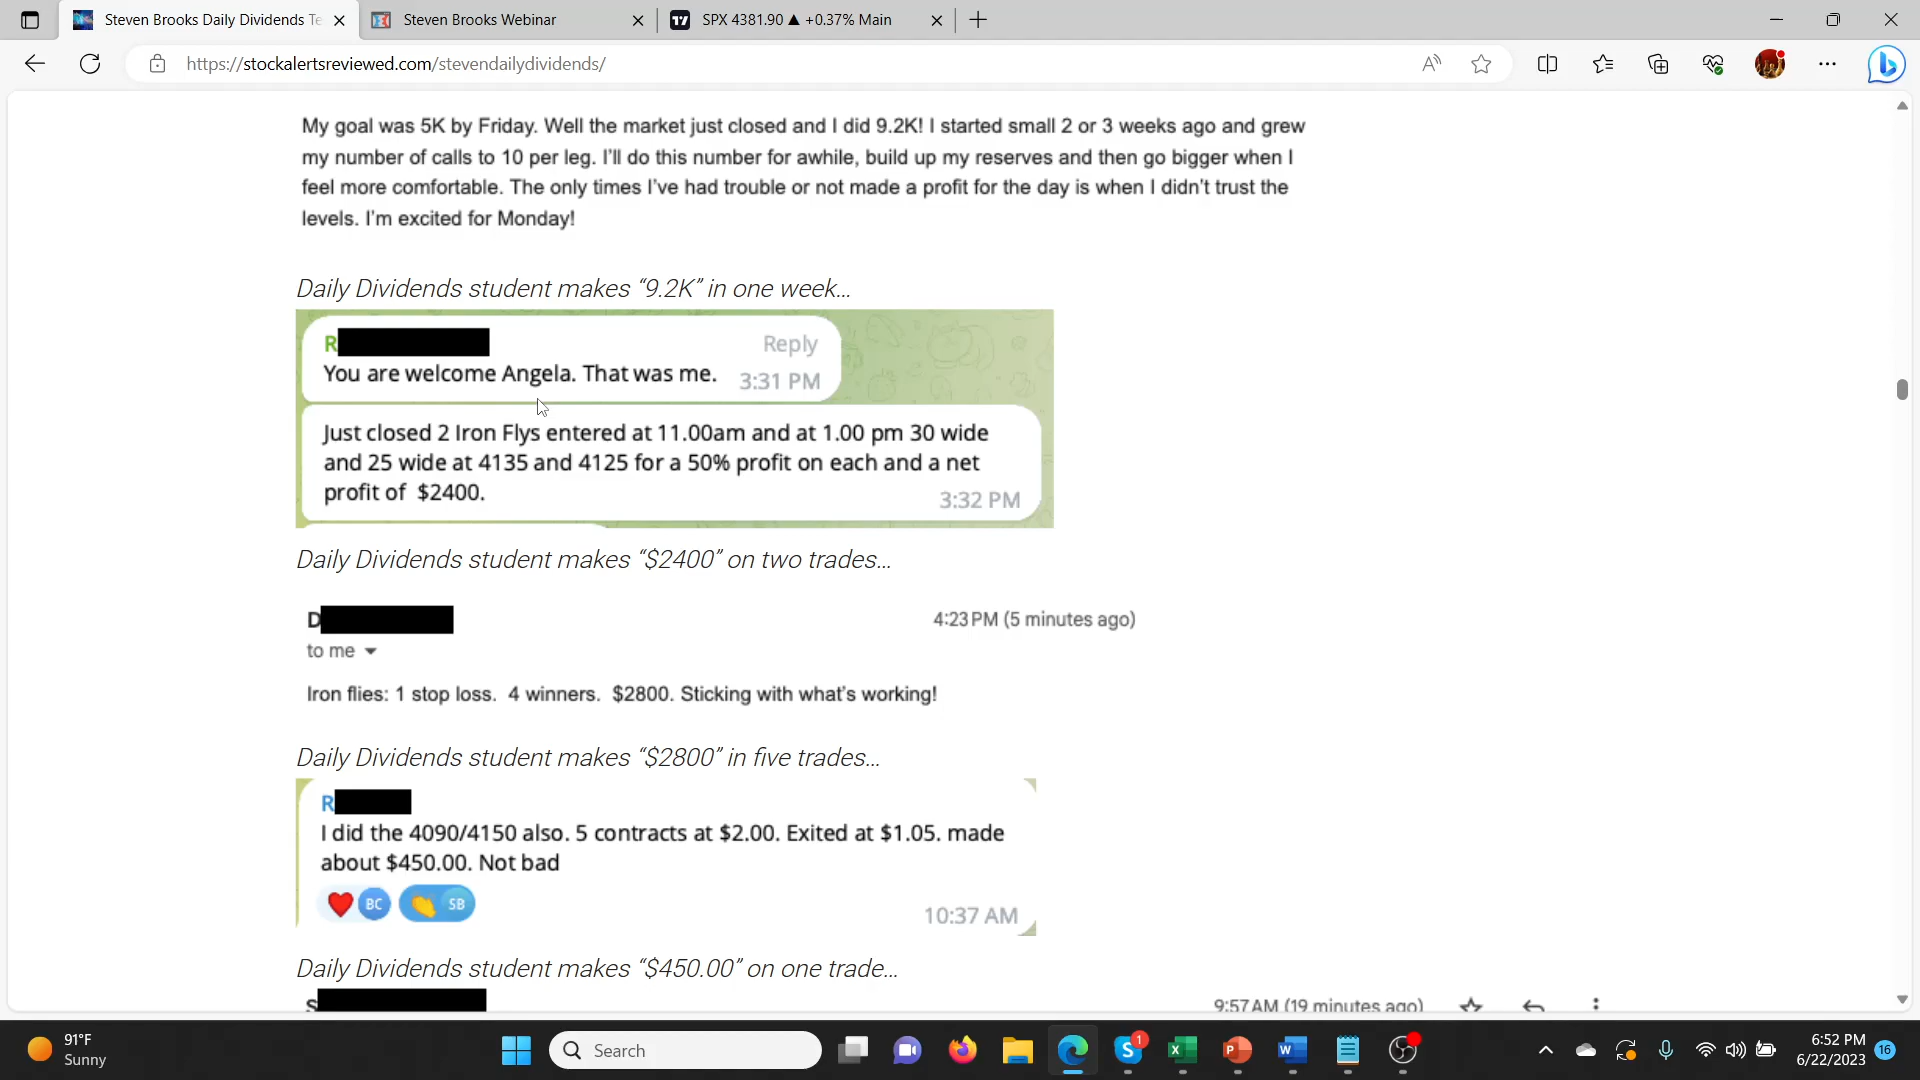 Steven Brooks Daily Dividends Te
Steven Brooks Webinar
SPX 4381.90 ▲ +0.37% Main
https://stockalertsreviewed.com/stevendailydividends/
My goal was 5K by Friday. Well the market just closed and I did 9.2K! I started small 2 or 3 weeks ago and grew
my number of calls to 10 per leg. I'll do this number for awhile, build up my reserves and then go bigger when I
feel more comfortable. The only times I've had trouble or not made a profit for the day is when I didn't trust the
levels. I'm excited for Monday!
Daily Dividends student makes “9.2K” in one week…
R Reply
You are welcome Angela. That was me. 3:31 PM
Just closed 2 Iron Flys entered at 11.00am and at 1.00 pm 30 wide
and 25 wide at 4135 and 4125 for a 50% profit on each and a net
profit of $2400. 3:32 PM
Daily Dividends student makes “$2400” on two trades…
D 4:23 PM (5 minutes ago)
to me
Iron flies: 1 stop loss. 4 winners. $2800. Sticking with what's working!
Daily Dividends student makes “$2800” in five trades…
R
I did the 4090/4150 also. 5 contracts at $2.00. Exited at $1.05. made
about $450.00. Not bad
BC SB
10:37 AM
Daily Dividends student makes “$450.00” on one trade…
S 9:57 AM (19 minutes ago)
91°F
Sunny
Search
1
6:52 PM
6/22/2023
16